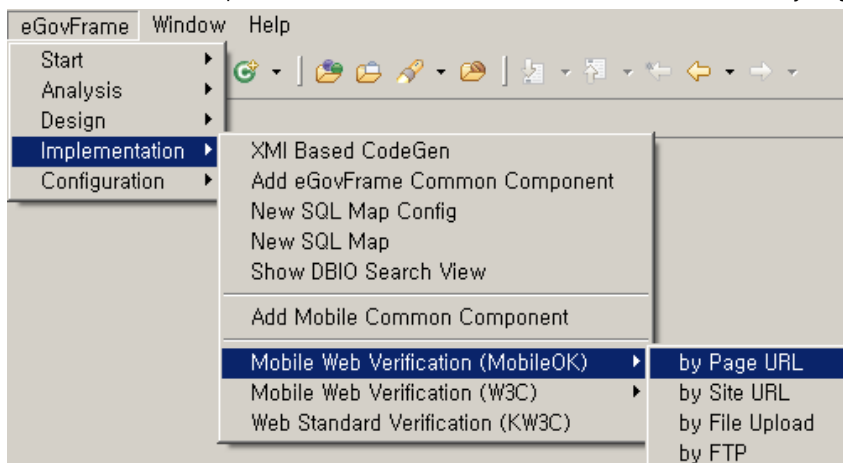 eGovFrame Window Help
Start
Analysis
Design
Implementation
Configuration
XMI Based CodeGen
Add eGovFrame Common Component
New SQL Map Config
New SQL Map
Show DBIO Search View
Add Mobile Common Component
Mobile Web Verification (MobileOK)
Mobile Web Verification (W3C)
Web Standard Verification (KW3C)
by Page URL
by Site URL
by File Upload
by FTP